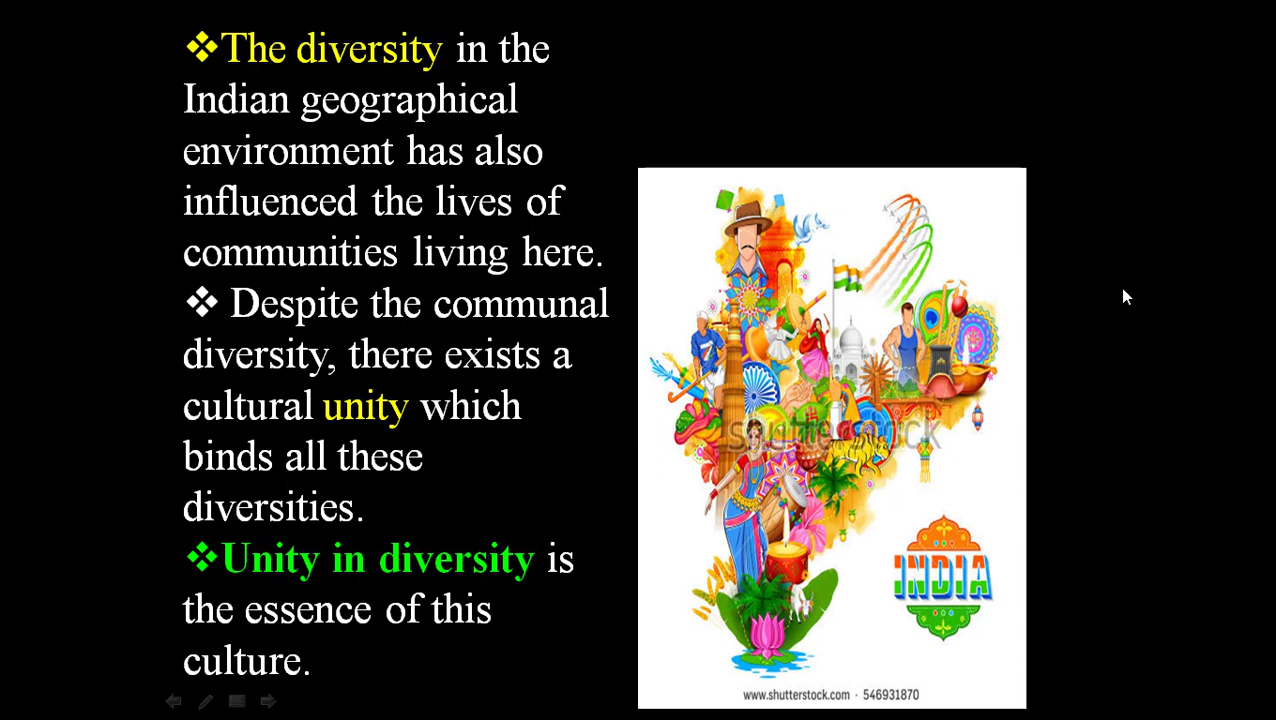 ❖The diversity in the
Indian geographical
environment has also
influenced the lives of
communities living here.
❖ Despite the communal
diversity, there exists a
cultural unity which
binds all these
diversities.
❖Unity in diversity is
the essence of this
culture.
shutterstock
INDIA
www.shutterstock.com · 546931870